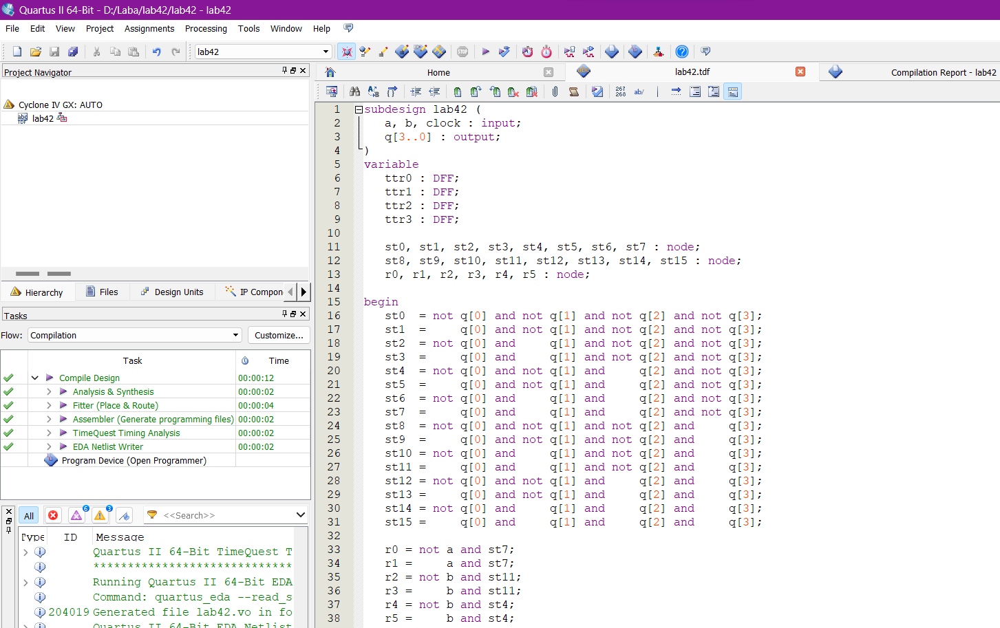 Quartus II 64-Bit - D:/Laba/lab42/lab42 - lab42
File Edit View Project Assignments Processing Tools Window Help
lab42
STOP
Project Navigator
Cyclone IV GX: AUTO
abd TDF lab42
Hierarchy Files Design Units IP Compon
Tasks
Flow: Compilation Customize...
Task Time
Compile Design 00:00:12
Analysis & Synthesis 00:00:02
Fitter (Place & Route) 00:00:04
Assembler (Generate programming files) 00:00:02
TimeQuest Timing Analysis 00:00:02
EDA Netlist Writer 00:00:02
Program Device (Open Programmer)
All 6 3 <<Search>>
Type ID Message
Quartus II 64-Bit TimeQuest T
*****************************
Running Quartus II 64-Bit EDA
Command: quartus_eda --read_s
204019 Generated file lab42.vo in fo
Quartus II 64-Bit EDA Netlist
Home lab42.tdf Compilation Report - lab42
267 268 ab/
1 subdesign lab42 (
2 a, b, clock : input;
3 q[3..0] : output;
4 )
5 variable
6 ttr0 : DFF;
7 ttr1 : DFF;
8 ttr2 : DFF;
9 ttr3 : DFF;
10
11 st0, st1, st2, st3, st4, st5, st6, st7 : node;
12 st8, st9, st10, st11, st12, st13, st14, st15 : node;
13 r0, r1, r2, r3, r4, r5 : node;
14
15 begin
16 st0  = not q[0] and not q[1] and not q[2] and not q[3];
17 st1  =     q[0] and not q[1] and not q[2] and not q[3];
18 st2  = not q[0] and     q[1] and not q[2] and not q[3];
19 st3  =     q[0] and     q[1] and not q[2] and not q[3];
20 st4  = not q[0] and not q[1] and     q[2] and not q[3];
21 st5  =     q[0] and not q[1] and     q[2] and not q[3];
22 st6  = not q[0] and     q[1] and     q[2] and not q[3];
23 st7  =     q[0] and     q[1] and     q[2] and not q[3];
24 st8  = not q[0] and not q[1] and not q[2] and     q[3];
25 st9  =     q[0] and not q[1] and not q[2] and     q[3];
26 st10 = not q[0] and     q[1] and not q[2] and     q[3];
27 st11 =     q[0] and     q[1] and not q[2] and     q[3];
28 st12 = not q[0] and not q[1] and     q[2] and     q[3];
29 st13 =     q[0] and not q[1] and     q[2] and     q[3];
30 st14 = not q[0] and     q[1] and     q[2] and     q[3];
31 st15 =     q[0] and     q[1] and     q[2] and     q[3];
32
33 r0 = not a and st7;
34 r1 =     a and st7;
35 r2 = not b and st11;
36 r3 =     b and st11;
37 r4 = not b and st4;
38 r5 =     b and st4;